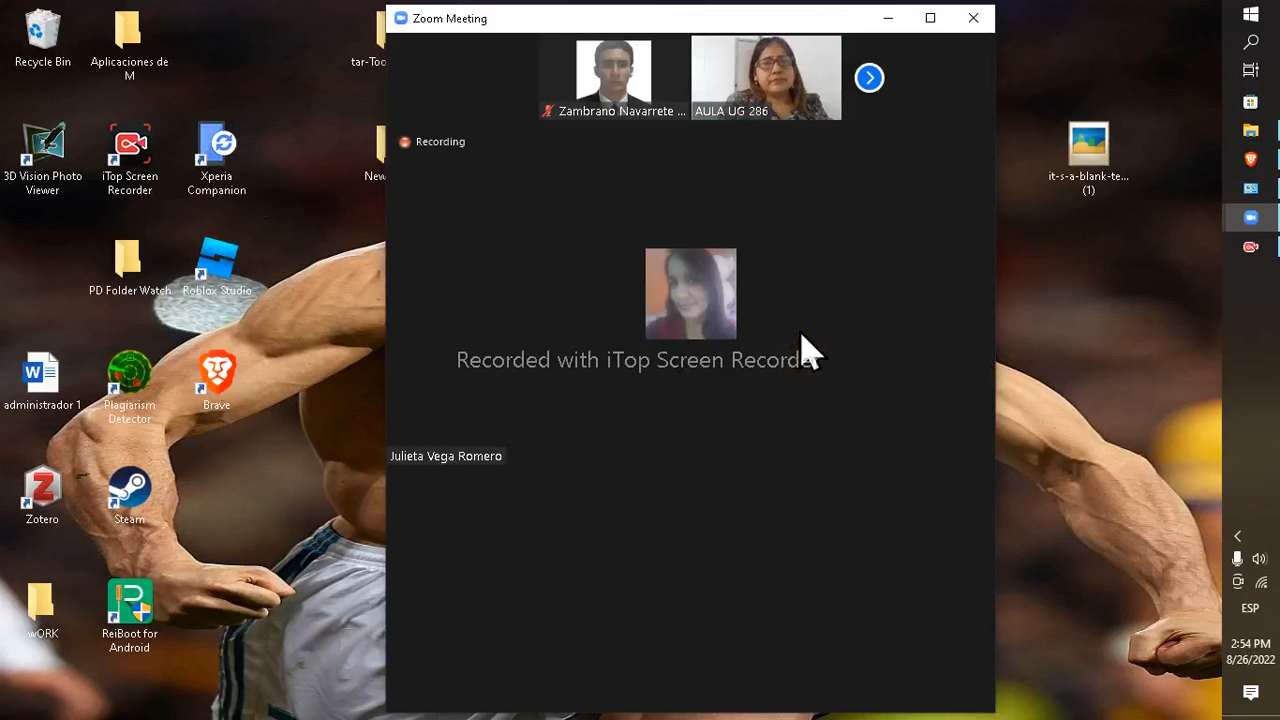 Recycle Bin
Aplicaciones de
M
tar-Too
3D Vision Photo
Viewer
iTop Screen
Recorder
Xperia
Companion
New
PD Folder Watch
Roblox Studio
W
administrador 1
Plagiarism
Detector
Brave
Z
Zotero
Steam
wORK
R
ReiBoot for
Android
Zoom Meeting
Zambrano Navarrete ...
AULA UG 286
Recording
Recorded with iTop Screen Recorde
Julieta Vega Romero
it-s-a-blank-te...
(1)
ESP
2:54 PM
8/26/2022